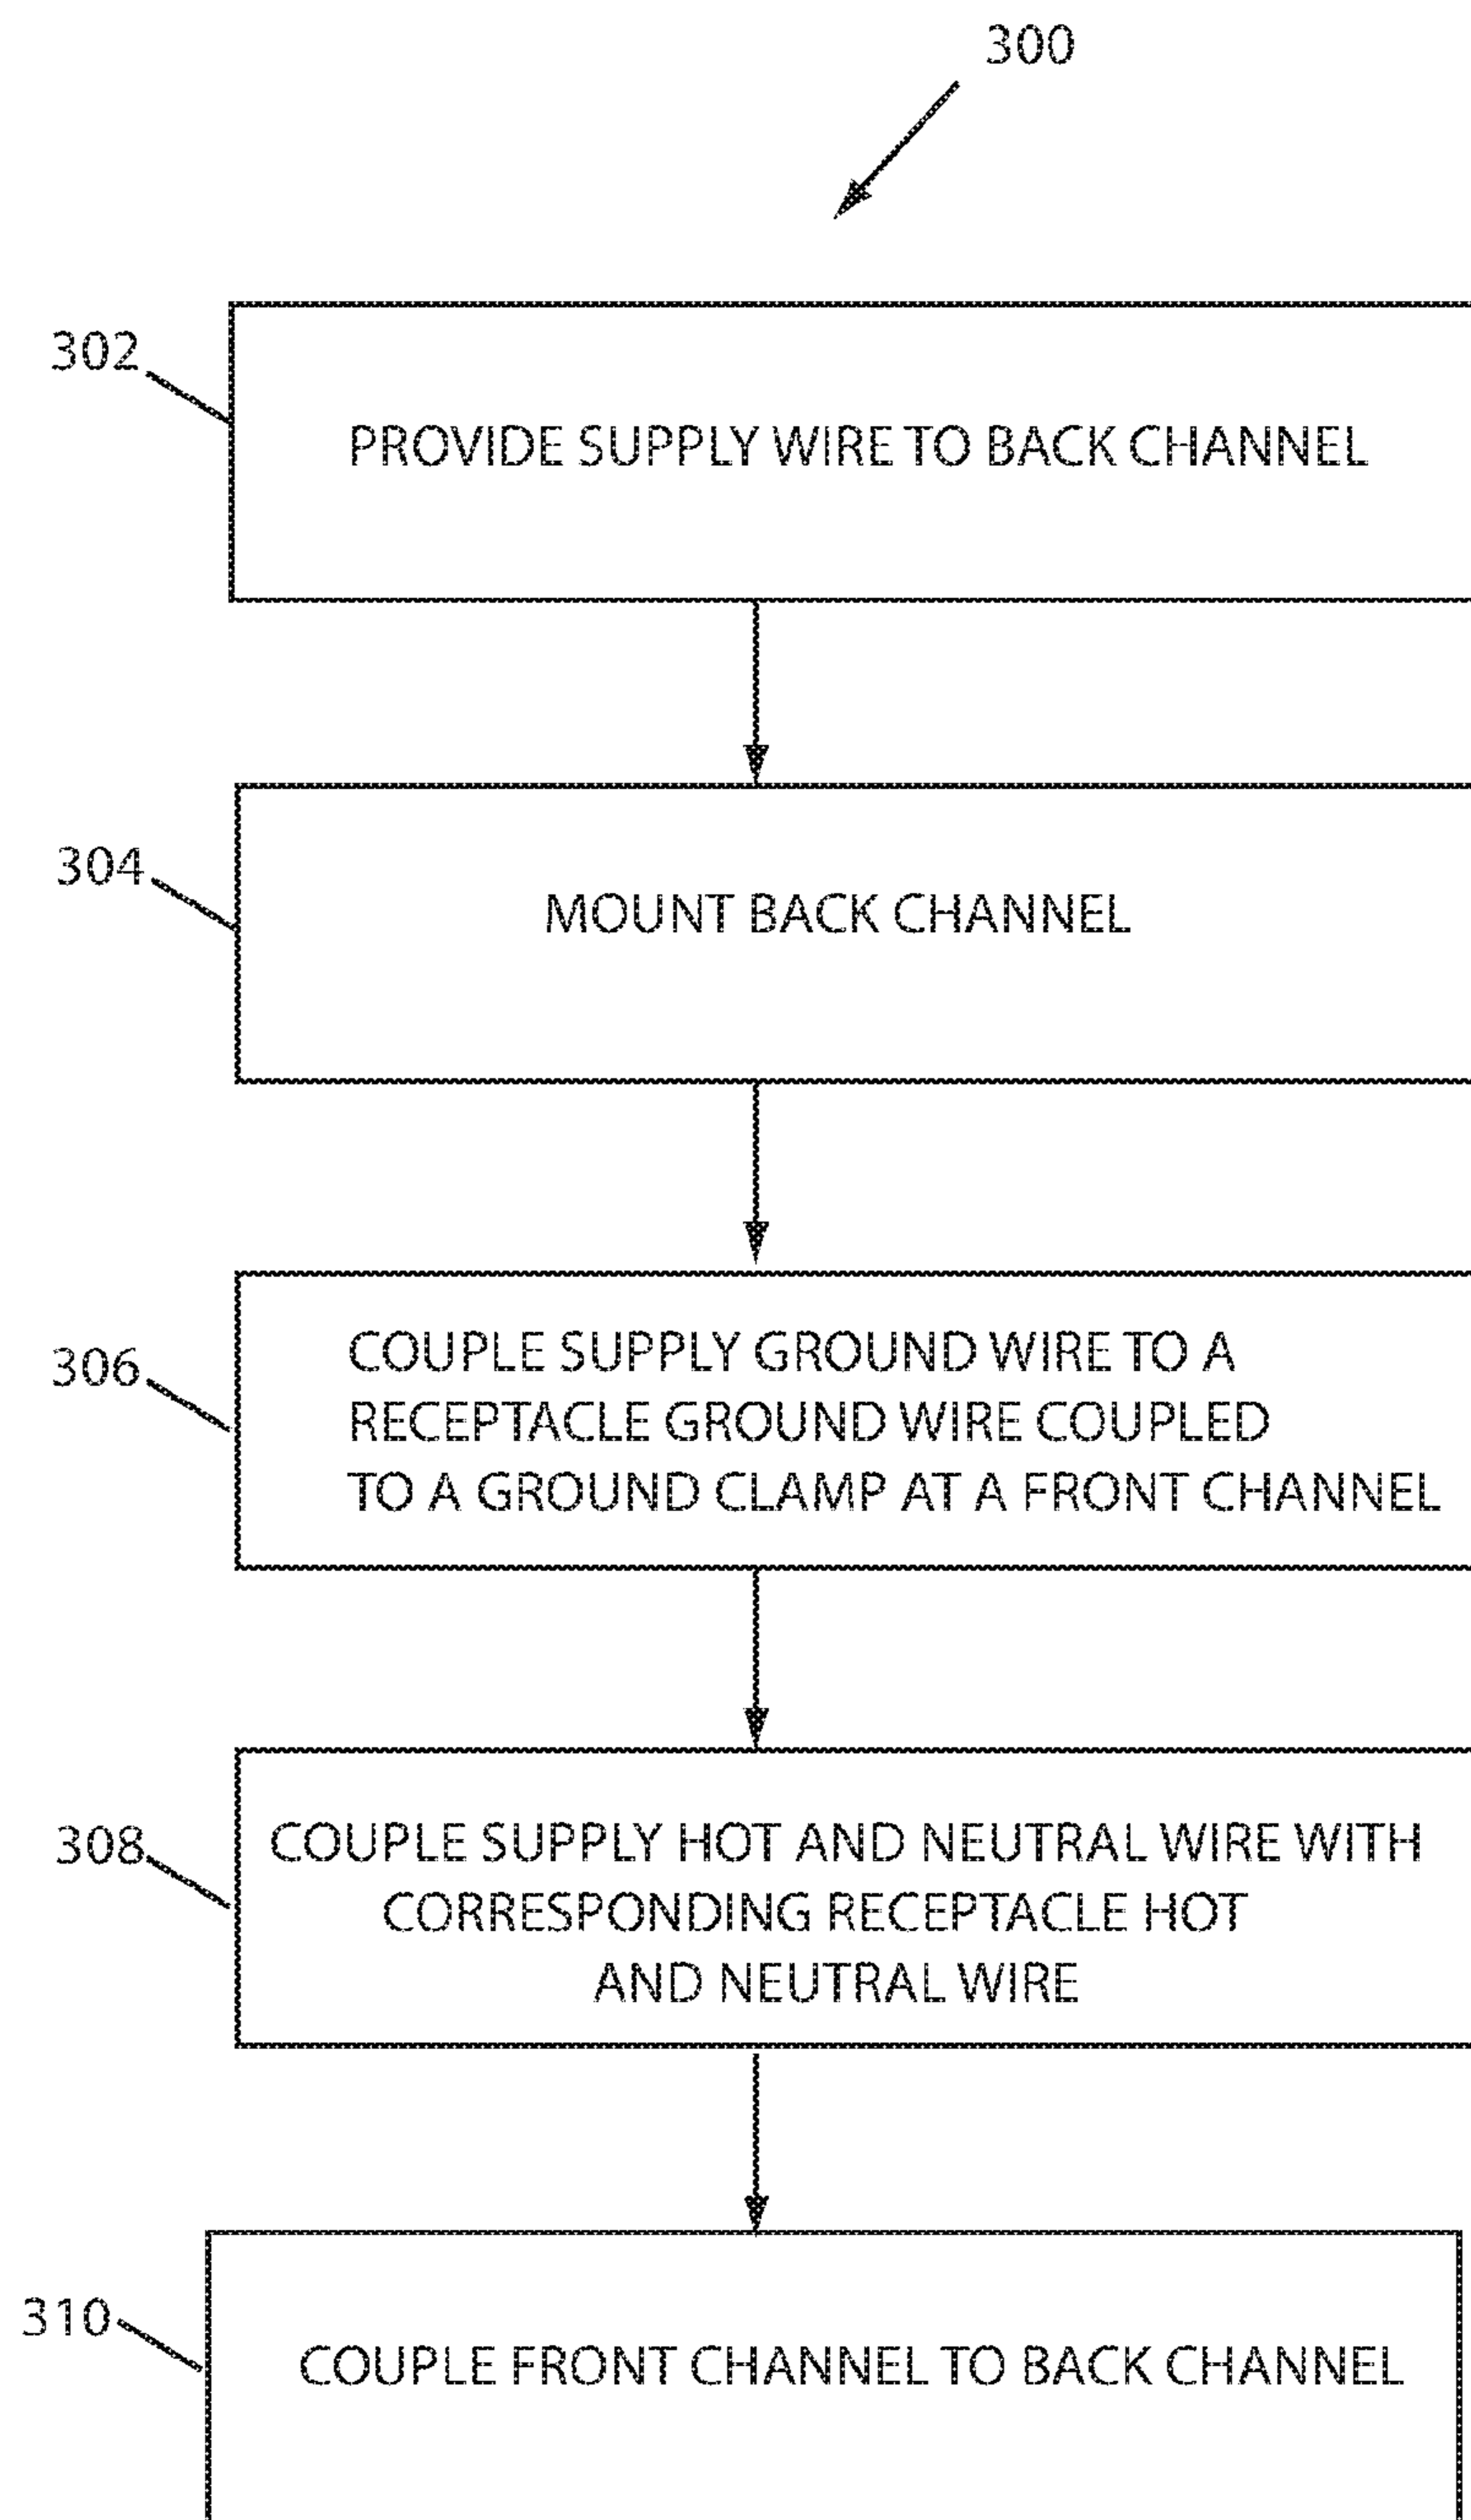 300
302
PROVIDE SUPPLY WIRE TO BACK CHANNEL
304
MOUNT BACK CHANNEL
306
COUPLE SUPPLY GROUND WIRE TO A
RECEPTACLE GROUND WIRE COUPLED
TO A GROUND CLAMP AT A FRONT CHANNEL
308
COUPLE SUPPLY HOT AND NEUTRAL WIRE WITH
CORRESPONDING RECEPTACLE HOT
AND NEUTRAL WIRE
310
COUPLE FRONT CHANNEL TO BACK CHANNEL